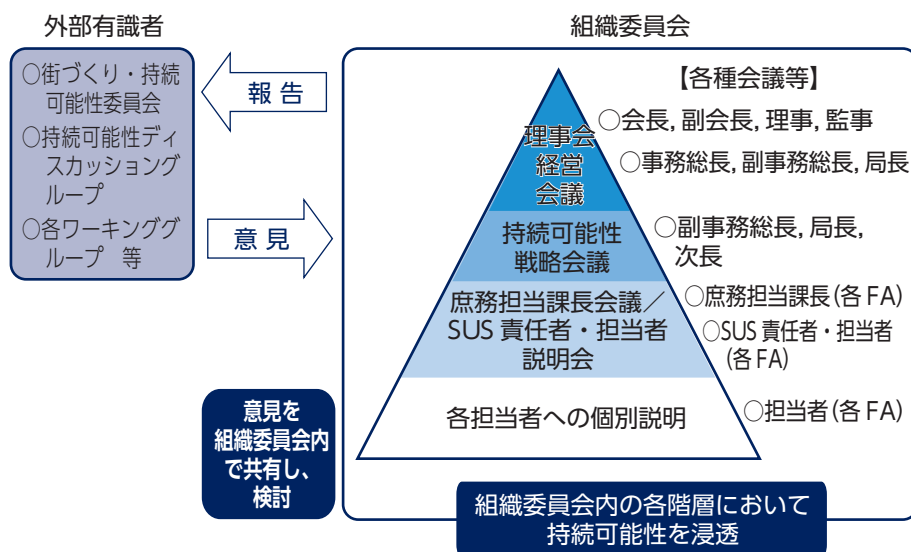 外部有識者
○街づくり・持続
可能性委員会
○持続可能性ディ
スカッショング
ループ
○各ワーキンググ
ループ 等
報告
意見
組織委員会
【各種会議等】
理事会
経営
会議
○会長, 副会長, 理事, 監事
○事務総長, 副事務総長, 局長
持続可能性
戦略会議
○副事務総長, 局長,
次長
庶務担当課長会議／
SUS 責任者・担当者
説明会
○庶務担当課長(各 FA)
○SUS 責任者・担当者
(各 FA)
各担当者への個別説明
○担当者(各 FA)
意見を
組織委員会内
で共有し、
検討
組織委員会内の各階層において
持続可能性を浸透